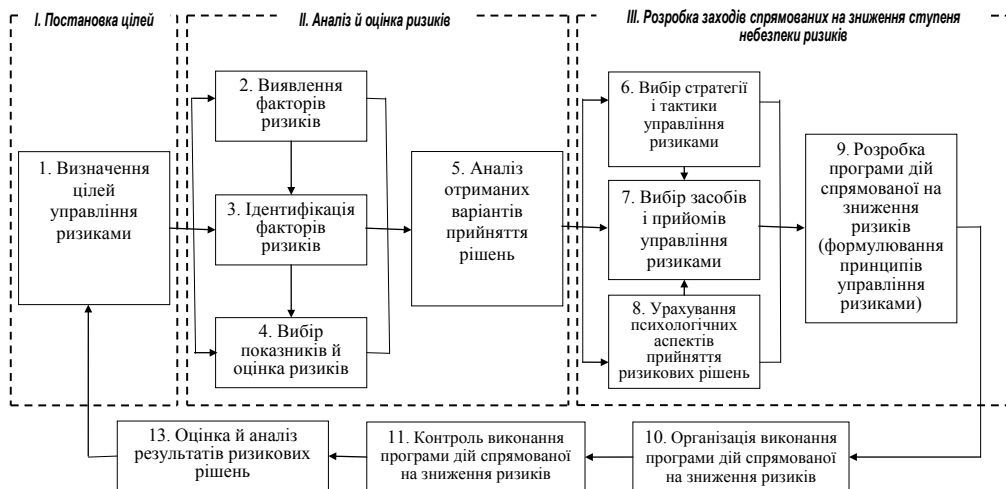 I. Постановка цілей
II. Аналіз й оцінка ризиків
III. Розробка заходів спрямованих на зниження ступеня
небезпеки ризиків
1. Визначення
цілей
управління
ризиками
2. Виявлення
факторів
ризиків
3. Ідентифікація
факторів
ризиків
4. Вибір
показників й
оцінка ризиків
5. Аналіз
отриманих
варіантів
прийняття
рішень
6. Вибір стратегії
і тактики
управління
ризиками
7. Вибір засобів
і прийомів
управління
ризиками
8. Урахування
психологічних
аспектів
прийняття
ризикових рішень
9. Розробка
програми дій
спрямованої на
зниження
ризиків
(формулювання
принципів
управління
ризиками)
13. Оцінка й аналіз
результатів ризикових
рішень
11. Контроль виконання
програми дій спрямованої
на зниження ризиків
10. Організація виконання
програми дій спрямованої
на зниження ризиків